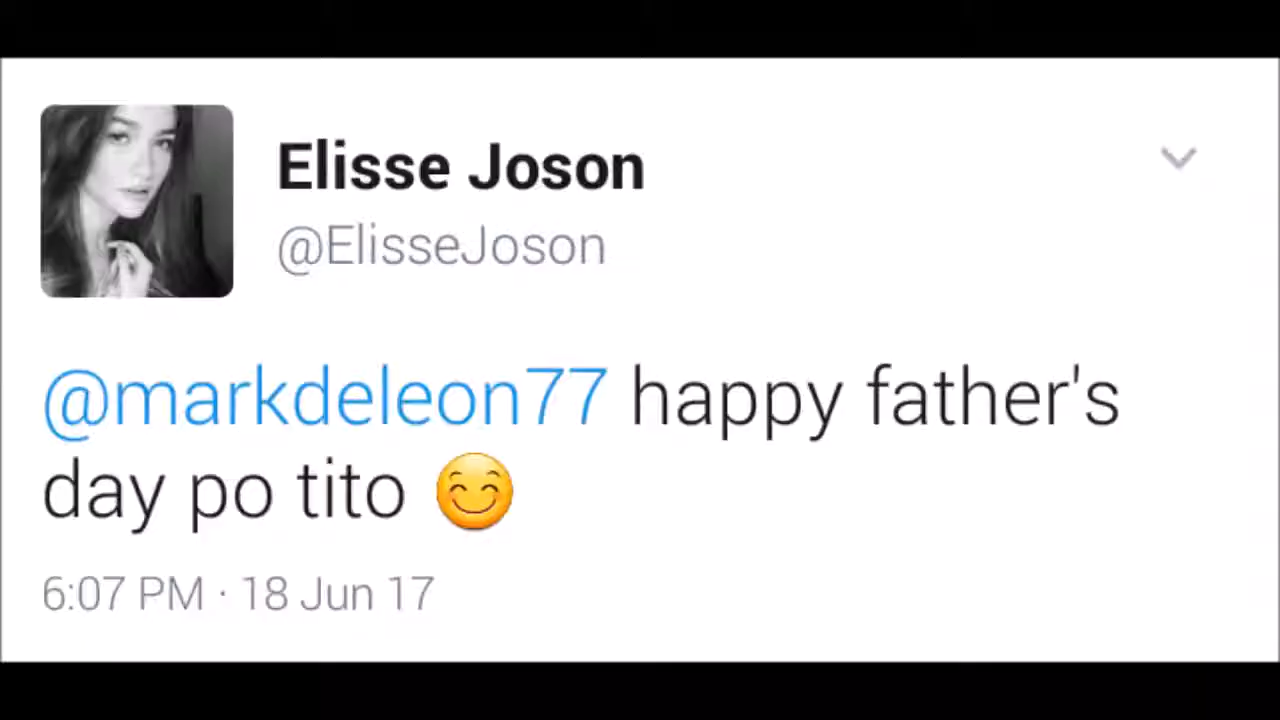 Elisse Joson
@ElisseJoson
@markdeleon77 happy father's
day po tito 😊
6:07 PM · 18 Jun 17